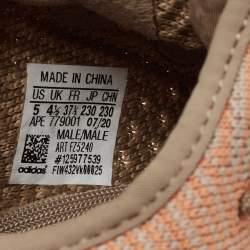 MADE IN CHINA
US UK FR JP CHN
5 4½ 37⅓ 230 230
APE 779001 07/20
MALE/MÂLE
ART FZ5240
#125977539
adidas F1W432VK00025